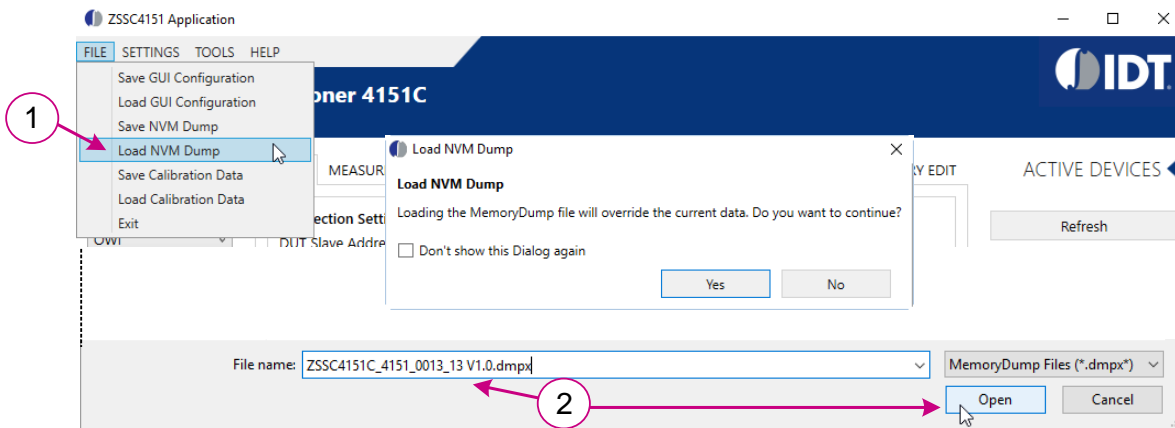 ZSSC4151 Application
FILE SETTINGS TOOLS HELP
IDT
Save GUI Configuration
Load GUI Configuration
oner 4151C
Save NVM Dump
1
Load NVM Dump
Save Calibration Data
Load Calibration Data
Exit
MEASUR
RY EDIT
ACTIVE DEVICES
Refresh
ection Setti
OWI
DUT Slave Addre
Load NVM Dump
Load NVM Dump
Loading the MemoryDump file will override the current data. Do you want to continue?
Don't show this Dialog again
Yes No
File name: ZSSC4151C_4151_0013_13 V1.0.dmpx MemoryDump Files (*.dmpx*)
2
Open Cancel